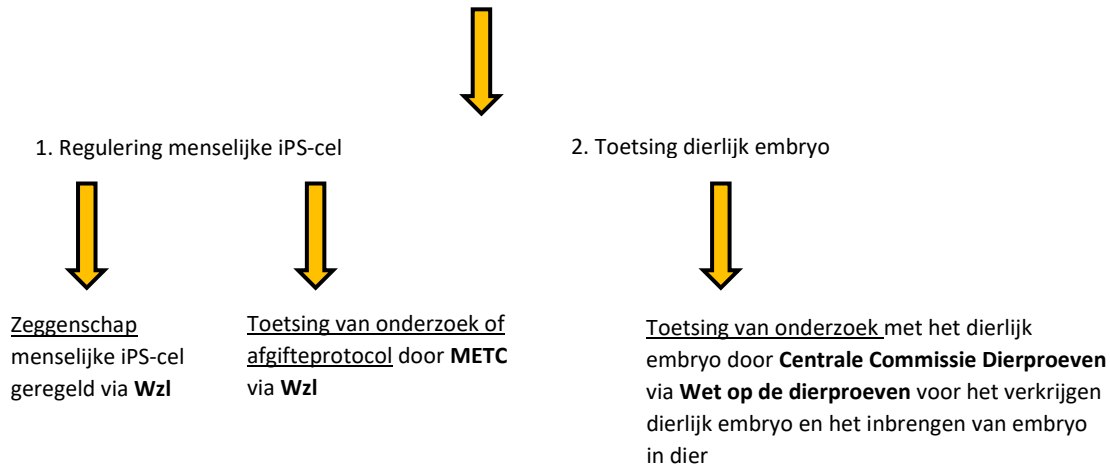 1. Regulering menselijke iPS-cel
2. Toetsing dierlijk embryo
Zeggenschap
menselijke iPS-cel
geregeld via Wzl
Toetsing van onderzoek of
afgifteprotocol door METC
via Wzl
Toetsing van onderzoek met het dierlijk
embryo door Centrale Commissie Dierproeven
via Wet op de dierproeven voor het verkrijgen
dierlijk embryo en het inbrengen van embryo
in dier